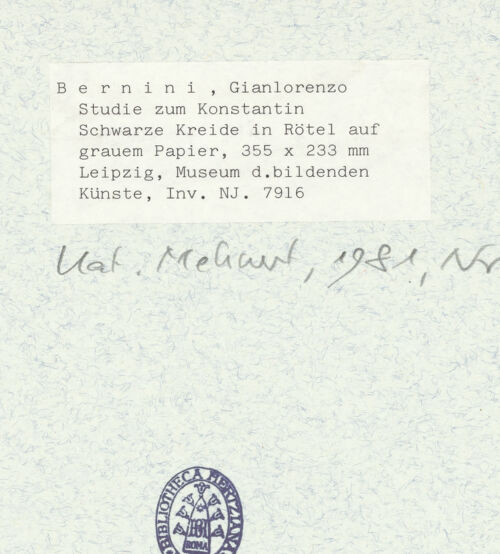 B e r n i n i , Gianlorenzo
Studie zum Konstantin
Schwarze Kreide in Rötel auf
grauem Papier, 355 x 233 mm
Leipzig, Museum d.bildenden
Künste, Inv. NJ. 7916
Kat. Mehnert, 1981, Nr
BIBLIOTHECA HERTZIANA
ROMA